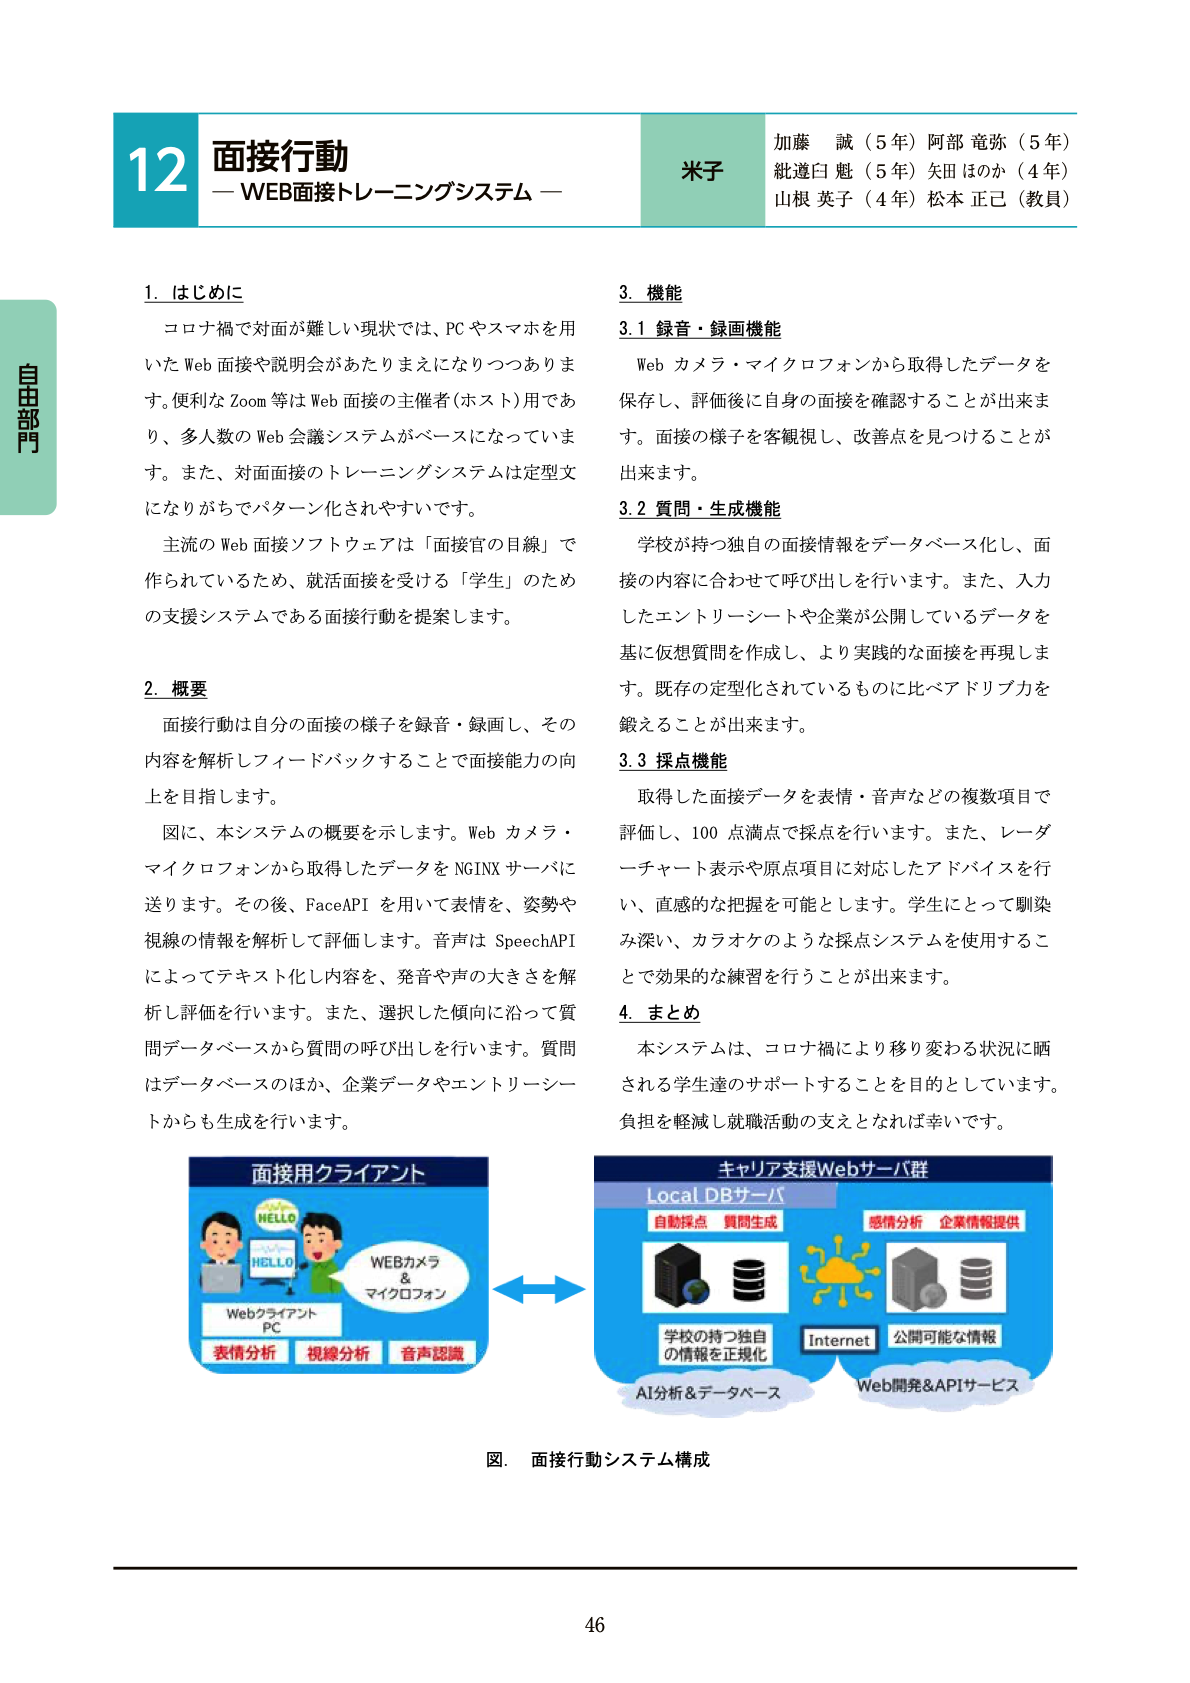 12
面接行動
― WEB面接トレーニングシステム ―
米子
加藤　誠（5年）阿部 竜弥（5年）
紕遵臼 魁（5年）矢田 ほのか（4年）
山根 英子（4年）松本 正己（教員）
自由部門
1. はじめに
コロナ禍で対面が難しい現状では、PCやスマホを用
いたWeb面接や説明会があたりまえになりつつありま
す。便利なZoom等はWeb面接の主催者(ホスト)用であ
り、多人数のWeb会議システムがベースになっていま
す。また、対面面接のトレーニングシステムは定型文
になりがちでパターン化されやすいです。
主流のWeb面接ソフトウェアは「面接官の目線」で
作られているため、就活面接を受ける「学生」のため
の支援システムである面接行動を提案します。
2. 概要
面接行動は自分の面接の様子を録音・録画し、その
内容を解析しフィードバックすることで面接能力の向
上を目指します。
図に、本システムの概要を示します。Web カメラ・
マイクロフォンから取得したデータをNGINXサーバに
送ります。その後、FaceAPI を用いて表情を、姿勢や
視線の情報を解析して評価します。音声は SpeechAPI
によってテキスト化し内容を、発音や声の大きさを解
析し評価を行います。また、選択した傾向に沿って質
問データベースから質問の呼び出しを行います。質問
はデータベースのほか、企業データやエントリーシー
トからも生成を行います。
3. 機能
3.1 録音・録画機能
Web カメラ・マイクロフォンから取得したデータを
保存し、評価後に自身の面接を確認することが出来ま
す。面接の様子を客観視し、改善点を見つけることが
出来ます。
3.2 質問・生成機能
学校が持つ独自の面接情報をデータベース化し、面
接の内容に合わせて呼び出しを行います。また、入力
したエントリーシートや企業が公開しているデータを
基に仮想質問を作成し、より実践的な面接を再現しま
す。既存の定型化されているものに比べアドリブ力を
鍛えることが出来ます。
3.3 採点機能
取得した面接データを表情・音声などの複数項目で
評価し、100 点満点で採点を行います。また、レーダ
ーチャート表示や原点項目に対応したアドバイスを行
い、直感的な把握を可能とします。学生にとって馴染
み深い、カラオケのような採点システムを使用するこ
とで効果的な練習を行うことが出来ます。
4. まとめ
本システムは、コロナ禍により移り変わる状況に晒
される学生達のサポートすることを目的としています。
負担を軽減し就職活動の支えとなれば幸いです。
面接用クライアント
HELLO
HELLO
WEBカメラ
&
マイクロフォン
Webクライアント
PC
表情分析 視線分析 音声認識
キャリア支援Webサーバ群
Local DBサーバ
自動採点 質問生成
感情分析 企業情報提供
学校の持つ独自
の情報を正規化
Internet
公開可能な情報
AI分析&データベース
Web開発&APIサービス
図. 面接行動システム構成
46